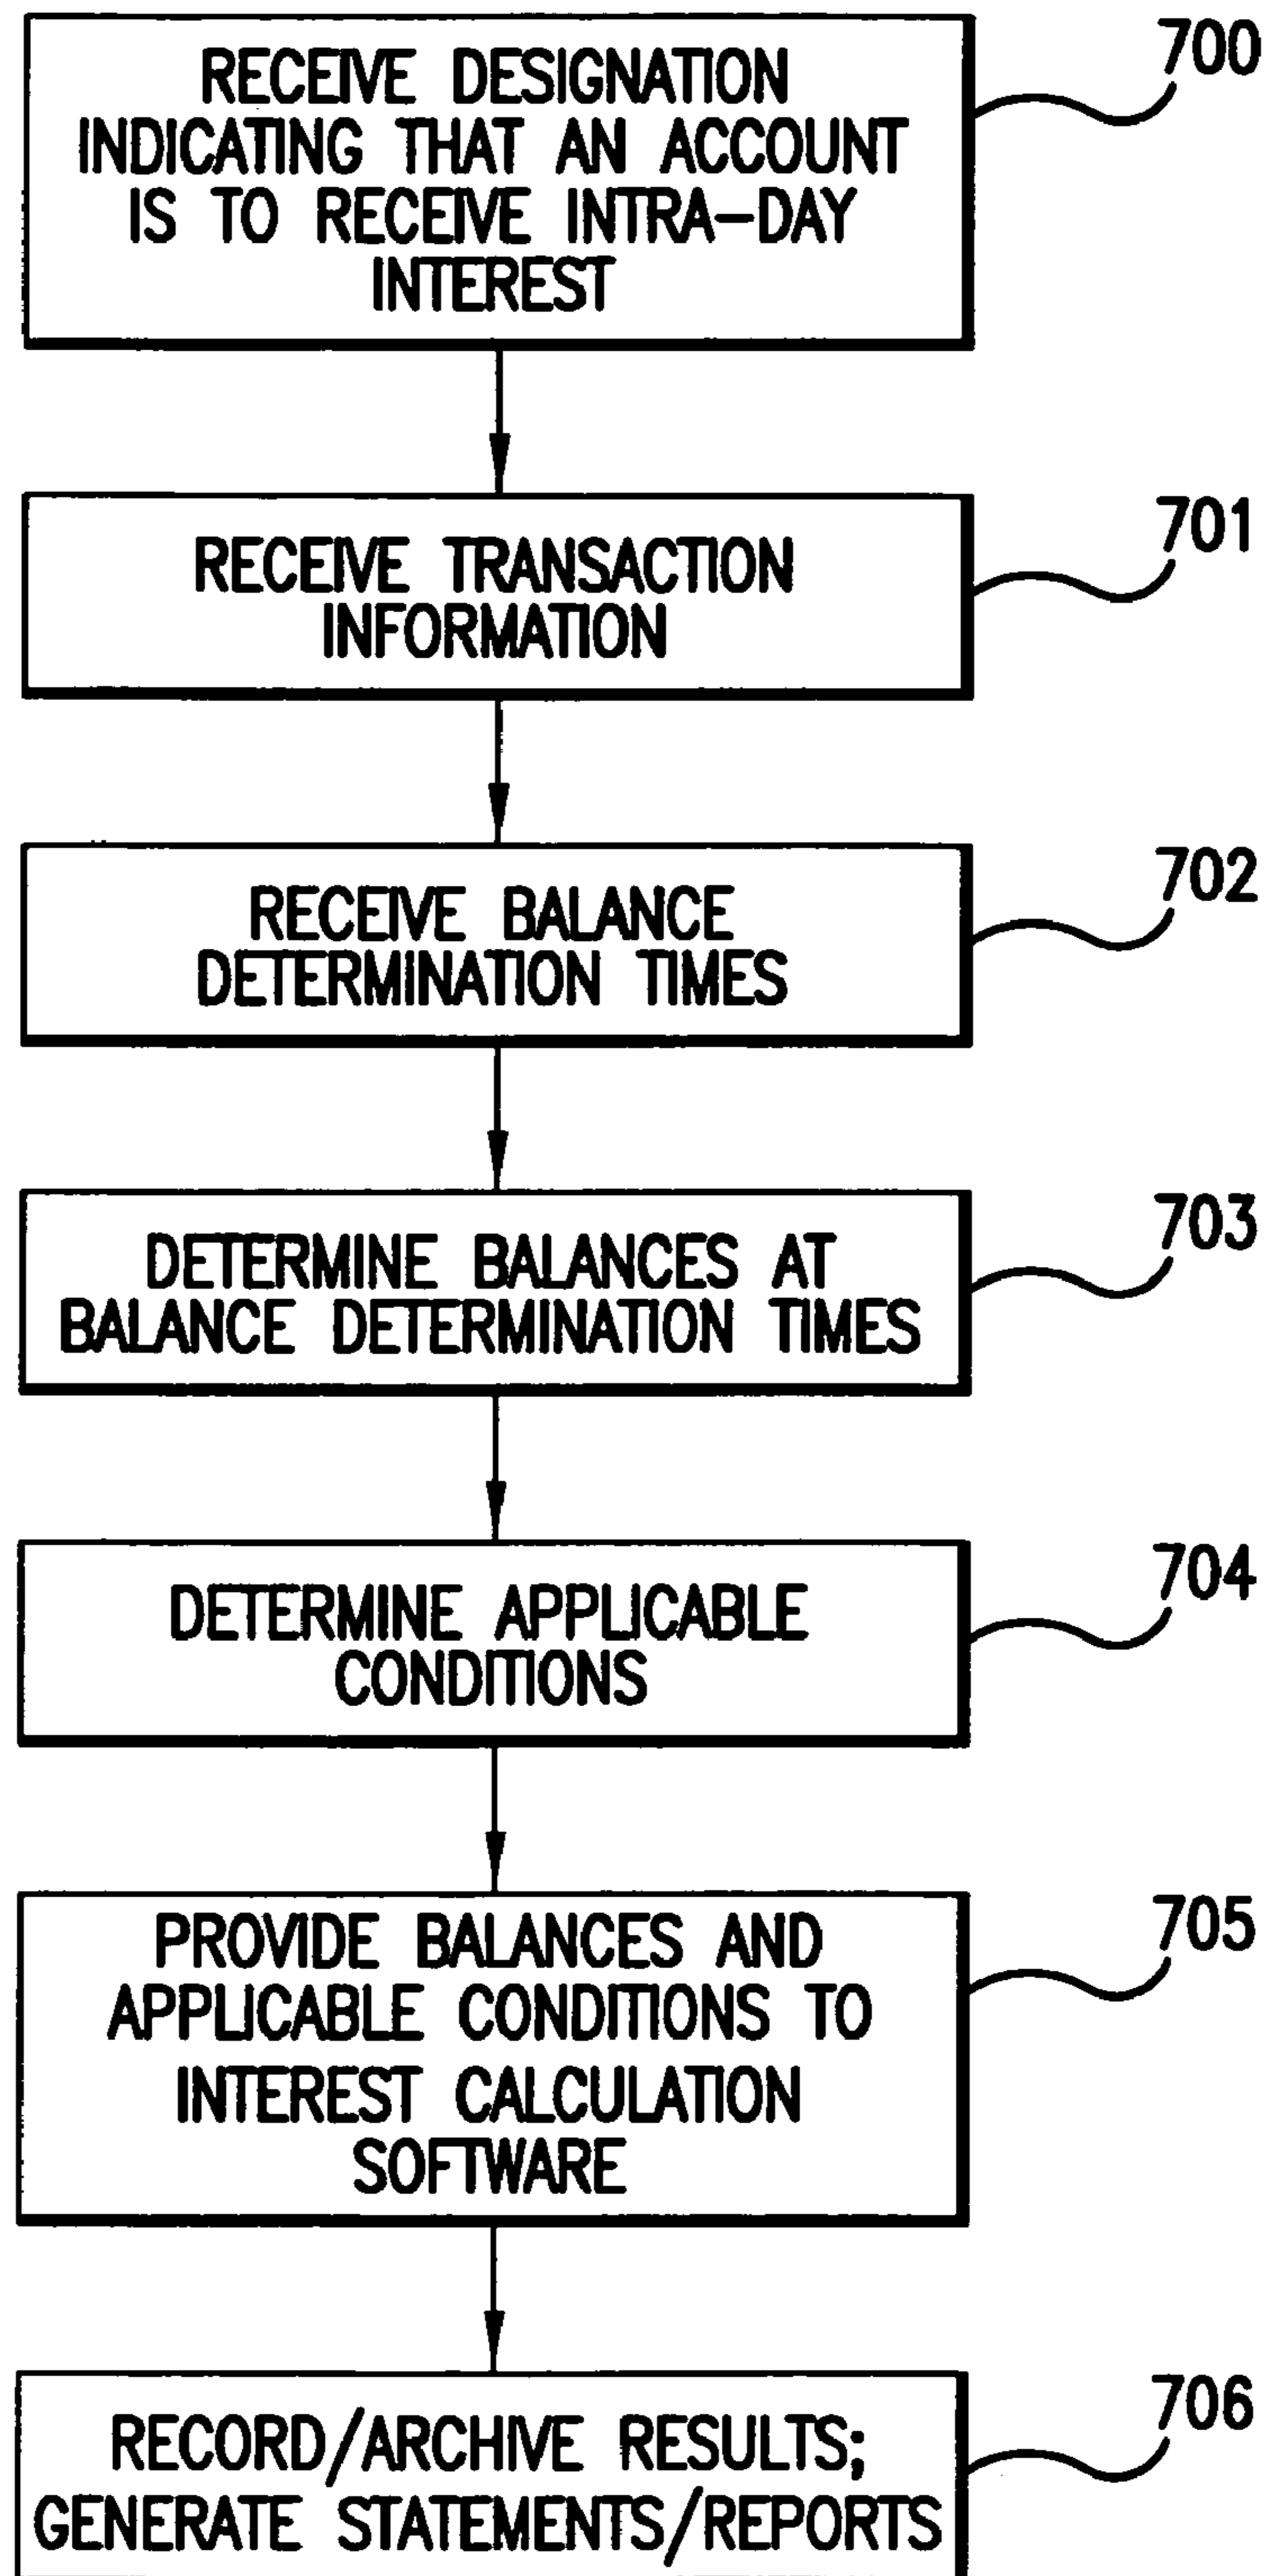 RECEIVE DESIGNATION
INDICATING THAT AN ACCOUNT
IS TO RECEIVE INTRA-DAY
INTEREST
700
RECEIVE TRANSACTION
INFORMATION
701
RECEIVE BALANCE
DETERMINATION TIMES
702
DETERMINE BALANCES AT
BALANCE DETERMINATION TIMES
703
DETERMINE APPLICABLE
CONDITIONS
704
PROVIDE BALANCES AND
APPLICABLE CONDITIONS TO
INTEREST CALCULATION
SOFTWARE
705
RECORD/ARCHIVE RESULTS;
GENERATE STATEMENTS/REPORTS
706